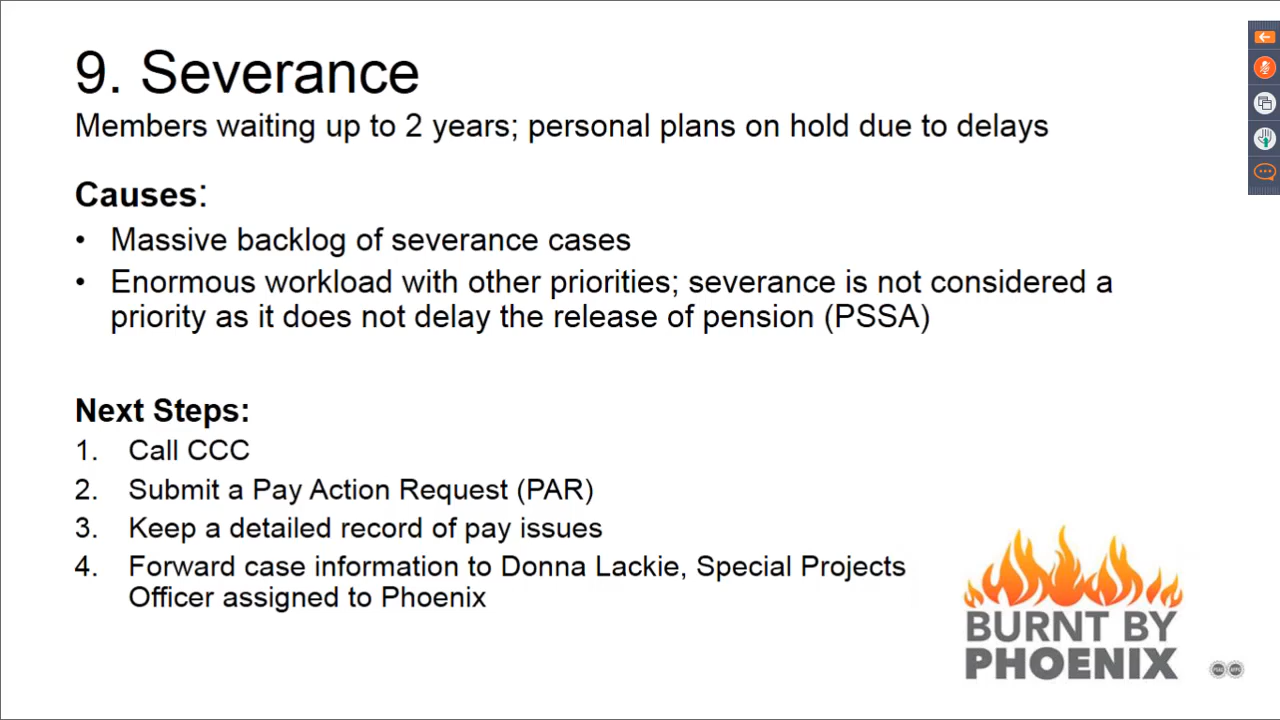 9. Severance
Members waiting up to 2 years; personal plans on hold due to delays
Causes:
• Massive backlog of severance cases
• Enormous workload with other priorities; severance is not considered a
priority as it does not delay the release of pension (PSSA)
Next Steps:
1. Call CCC
2. Submit a Pay Action Request (PAR)
3. Keep a detailed record of pay issues
4. Forward case information to Donna Lackie, Special Projects
Officer assigned to Phoenix
BURNT BY
PHOENIX